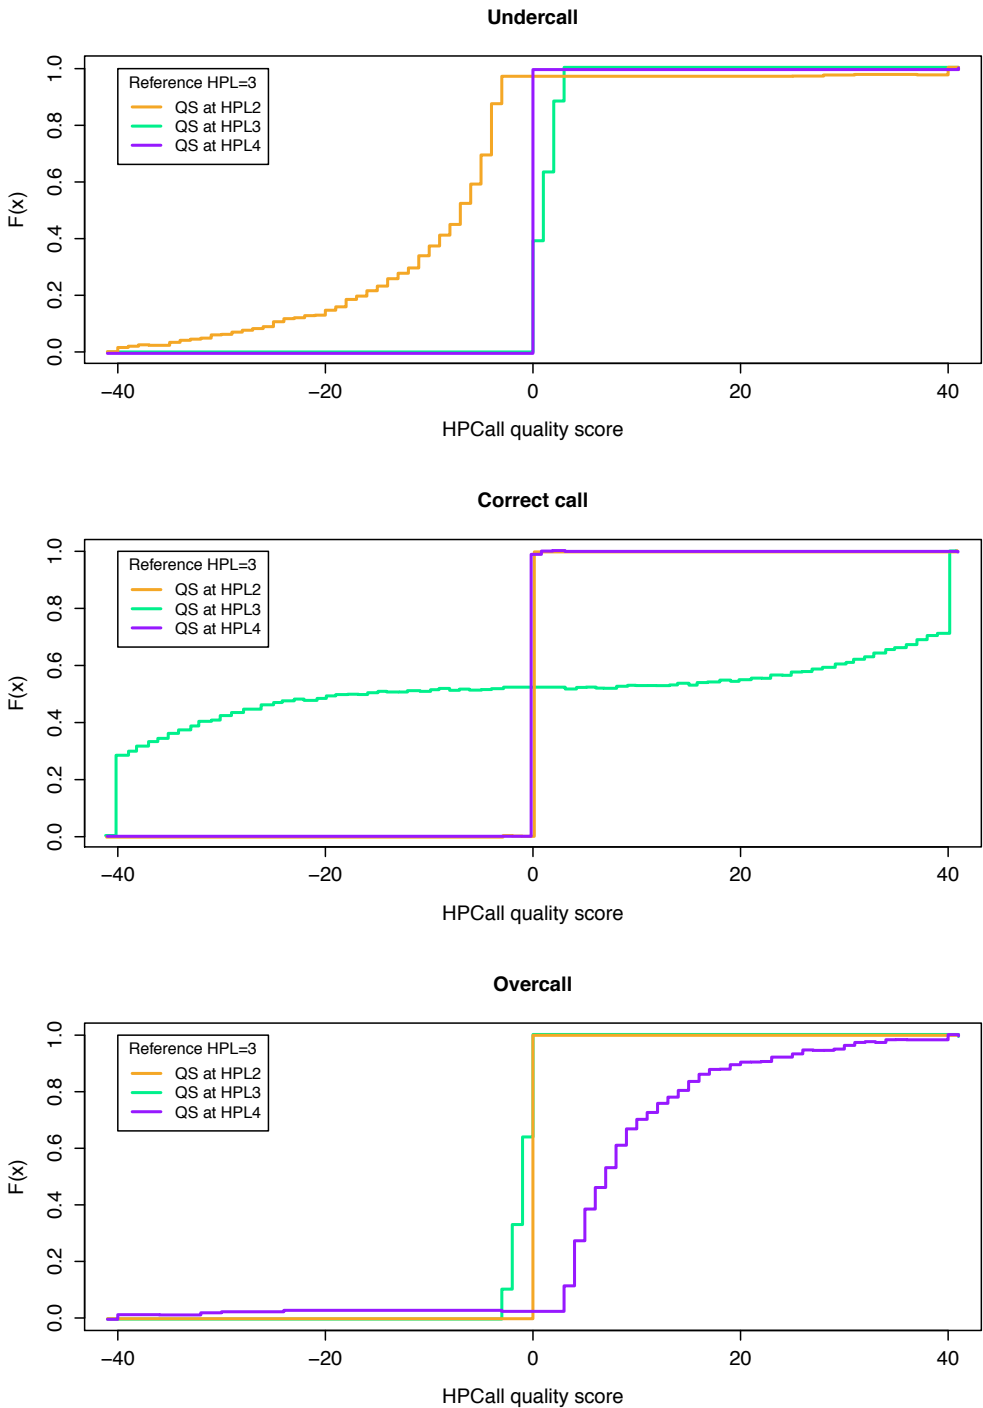 Undercall
Reference HPL=3
QS at HPL2
QS at HPL3
QS at HPL4
F(x)
0.0 0.2 0.4 0.6 0.8 1.0
−40 −20 0 20 40
HPCall quality score
Correct call
Reference HPL=3
QS at HPL2
QS at HPL3
QS at HPL4
F(x)
0.0 0.2 0.4 0.6 0.8 1.0
−40 −20 0 20 40
HPCall quality score
Overcall
Reference HPL=3
QS at HPL2
QS at HPL3
QS at HPL4
F(x)
0.0 0.2 0.4 0.6 0.8 1.0
−40 −20 0 20 40
HPCall quality score